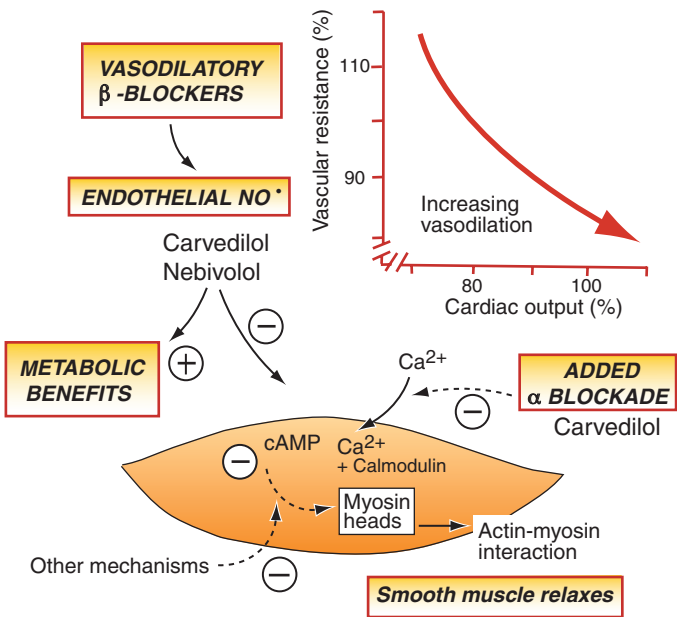 VASODILATORY
β -BLOCKERS
ENDOTHELIAL NO •
Carvedilol
Nebivolol
−
+
METABOLIC
BENEFITS
Vascular resistance (%)
110
90
Increasing
vasodilation
80
100
Cardiac output (%)
Ca2+
−
ADDED
α BLOCKADE
Carvedilol
−
cAMP
Ca2+
+ Calmodulin
Myosin
heads
Actin-myosin
interaction
Other mechanisms
−
Smooth muscle relaxes